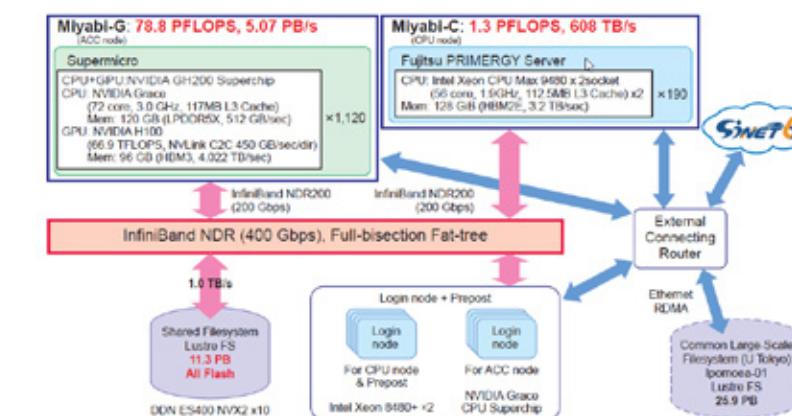 Miyabi-G: 78.8 PFLOPS, 5.07 PB/s
(ACC node)
Supermicro
CPU+GPU:NVIDIA GH200 Superchip
CPU: NVIDIA Grace
(72 core, 3.0 GHz, 117MB L3 Cache)
Mem: 120 GB (LPDDR5X, 512 GB/sec)
GPU: NVIDIA H100
(66.9 TFLOPS, NVLink C2C 450 GB/sec/dir)
Mem: 96 GB (HBM3, 4.022 TB/sec)
×1,120
Miyabi-C: 1.3 PFLOPS, 608 TB/s
(CPU node)
Fujitsu PRIMERGY Server
CPU: Intel Xeon CPU Max 9480 x 2socket
(56 core, 1.9GHz, 112.5MB L3 Cache) x2
Mem: 128 GiB (HBM2E, 3.2 TB/sec)
×190
SINET6
InfiniBand NDR200
(200 Gbps)
InfiniBand NDR200
(200 Gbps)
InfiniBand NDR (400 Gbps), Full-bisection Fat-tree
External
Connecting
Router
1.0 TB/s
Ethernet
RDMA
Shared Filesystem
Lustre FS
11.3 PB
All Flash
DDN ES400 NVX2 x10
Login node + Prepost
Login
node
For CPU node
& Prepost
Intel Xeon 8480+ ×2
Login
node
For ACC node
NVIDIA Grace
CPU Superchip
Common Large-Scale
Filesystem (U Tokyo)
Ipomoea-01
Lustre FS
25.9 PB